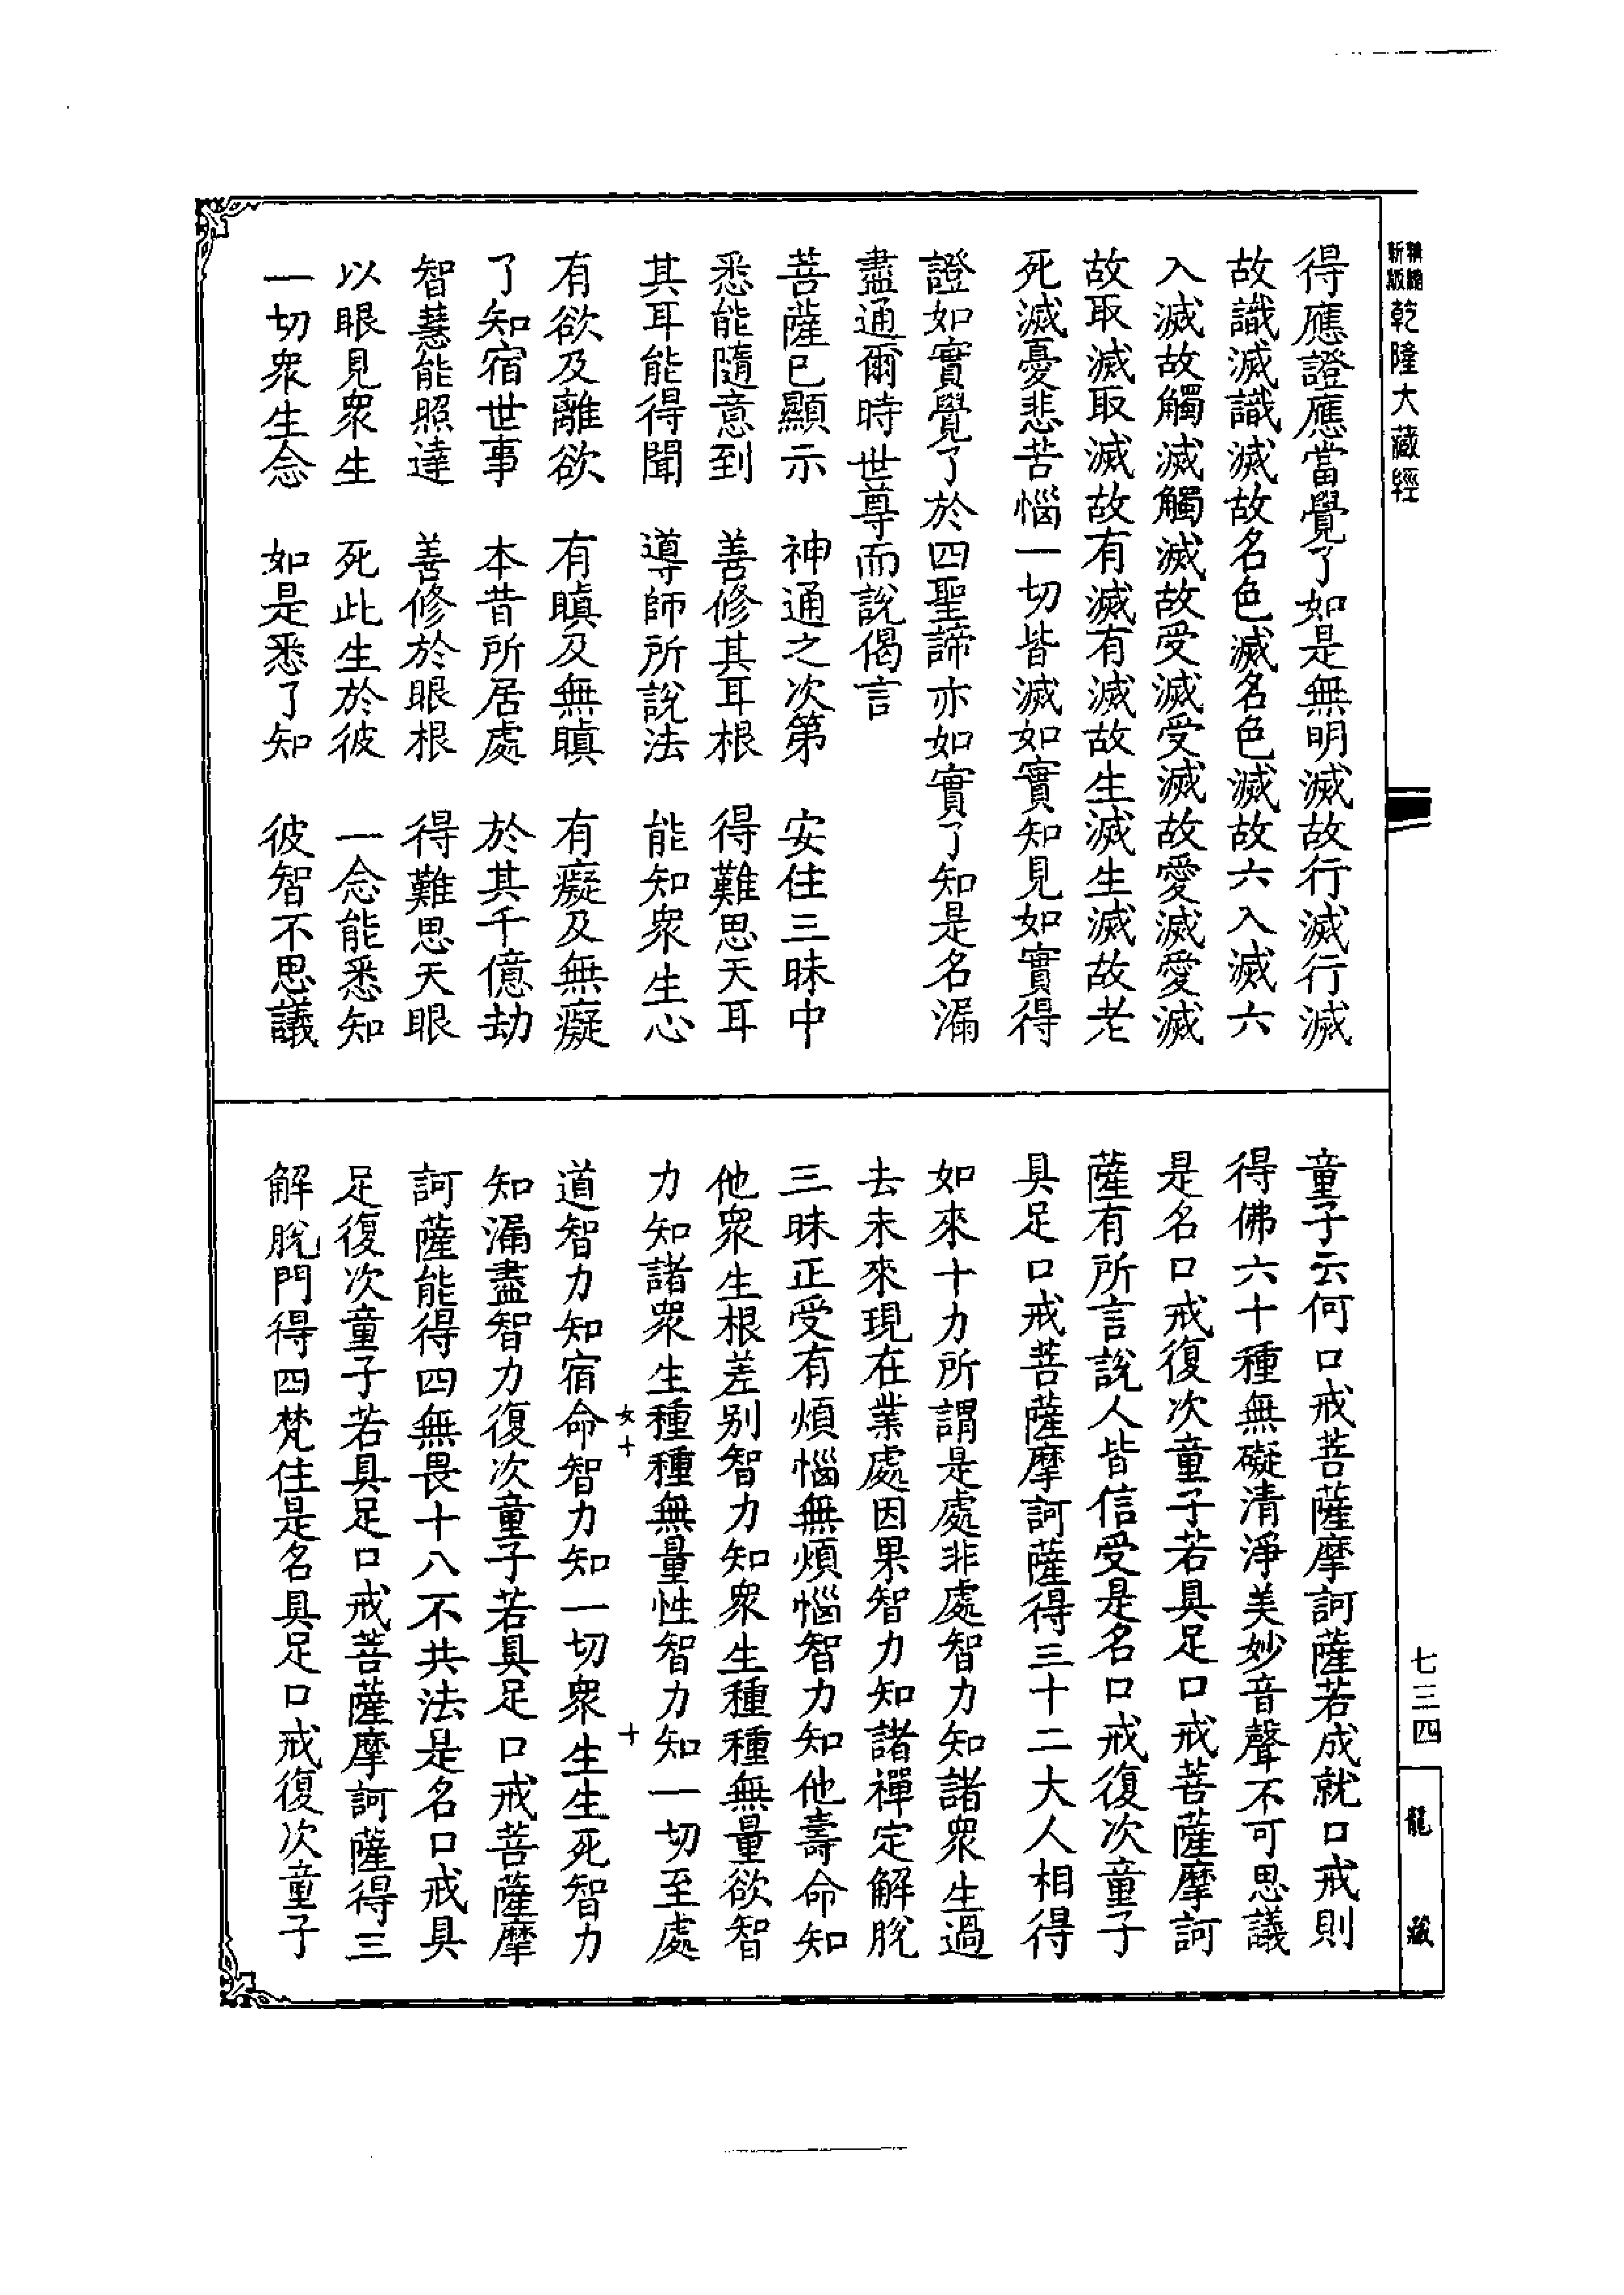 乾隆大藏經
得應證應當覺了如是無明滅故行滅行滅
故識滅識滅故名色滅名色滅故六入滅六
入滅故觸滅觸滅故受滅受滅故愛滅愛滅
故取滅取滅故有滅有滅故生滅生滅故老
死滅憂悲苦惱一切皆滅如實知見如實得
證如實覺了於四聖諦亦如實了知是名漏
盡通爾時世尊而說偈言
菩薩已顯示 神通之次第 安住三昧中
悉能隨意到 善修其耳根 得難思天耳
其耳能得聞 導師所說法 能知眾生心
有欲及離欲 有瞋及無瞋 有癡及無癡
了知宿世事 本昔所居處 於其千億劫
智慧能照達 善修於眼根 得難思天眼
以眼見眾生 死此生於彼 一念能悉知
一切眾生念 如是悉了知 彼智不思議
童子云何口戒菩薩摩訶薩若成就口戒則
得佛六十種無礙清淨美妙音聲不可思議
是名口戒復次童子若具足口戒菩薩摩訶
薩有所言說人皆信受是名口戒復次童子
具足口戒菩薩摩訶薩得三十二大人相得
如來十力所謂是處非處智力知諸眾生過
去未來現在業處因果智力知諸禪定解脫
三昧正受有煩惱無煩惱智力知他壽命知
他眾生根差別智力知眾生種種無量欲智
力知諸眾生種種無量性智力知一切至處
道智力知宿命智力知一切眾生生死智力
知漏盡智力復次童子若具足口戒菩薩摩
訶薩能得四無畏十八不共法是名口戒具
足復次童子若具足口戒菩薩摩訶薩得三
解脫門得四梵住是名具足口戒復次童子
七三四
龍藏